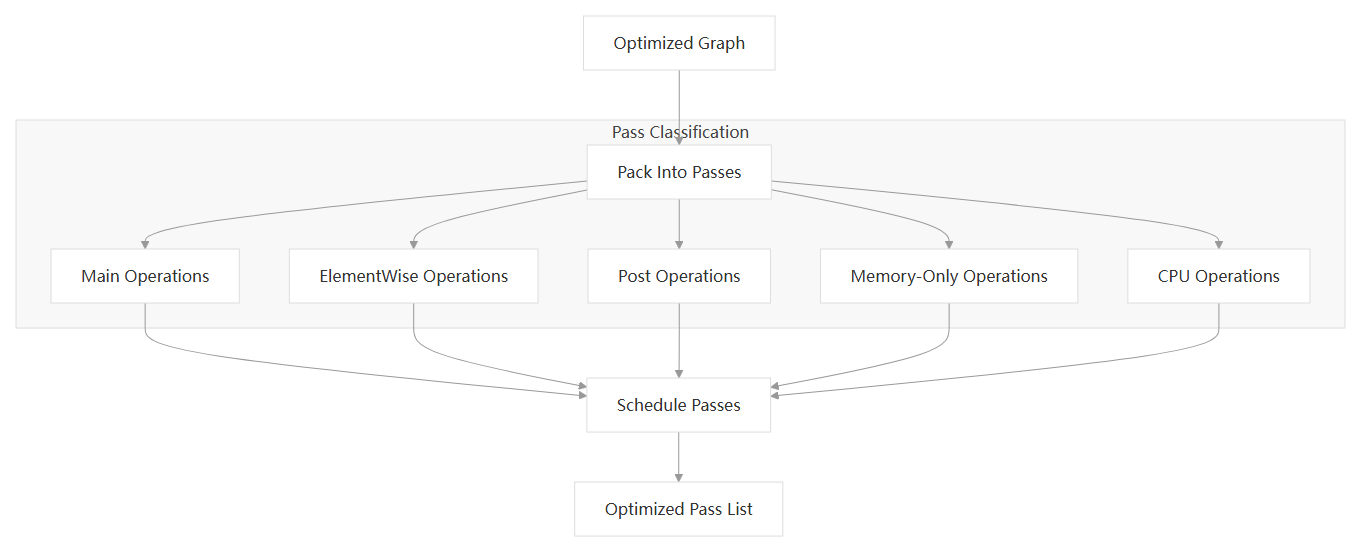 Optimized Graph
Pass Classification
Pack Into Passes
Main Operations
ElementWise Operations
Post Operations
Memory-Only Operations
CPU Operations
Schedule Passes
Optimized Pass List